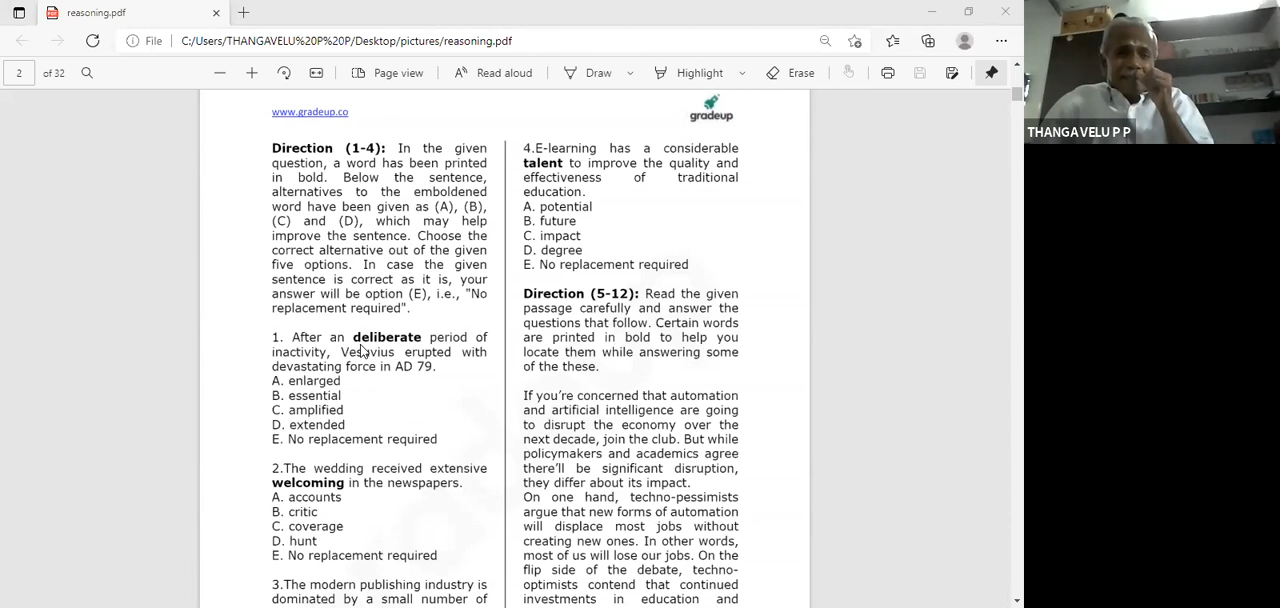 reasoning.pdf
File C:/Users/THANGAVELU%20P%20P/Desktop/pictures/reasoning.pdf
2 of 32
Page view
Read aloud
Draw
Highlight
Erase
THANGAVELU P P
www.gradeup.co
gradeup
Direction (1-4): In the given
question, a word has been printed
in bold. Below the sentence,
alternatives to the emboldened
word have been given as (A), (B),
(C) and (D), which may help
improve the sentence. Choose the
correct alternative out of the given
five options. In case the given
sentence is correct as it is, your
answer will be option (E), i.e., "No
replacement required".
1. After an deliberate period of
inactivity, Vesuvius erupted with
devastating force in AD 79.
A. enlarged
B. essential
C. amplified
D. extended
E. No replacement required
2.The wedding received extensive
welcoming in the newspapers.
A. accounts
B. critic
C. coverage
D. hunt
E. No replacement required
3.The modern publishing industry is
dominated by a small number of
4.E-learning has a considerable
talent to improve the quality and
effectiveness of traditional
education.
A. potential
B. future
C. impact
D. degree
E. No replacement required
Direction (5-12): Read the given
passage carefully and answer the
questions that follow. Certain words
are printed in bold to help you
locate them while answering some
of the these.
If you're concerned that automation
and artificial intelligence are going
to disrupt the economy over the
next decade, join the club. But while
policymakers and academics agree
there'll be significant disruption,
they differ about its impact.
On one hand, techno-pessimists
argue that new forms of automation
will displace most jobs without
creating new ones. In other words,
most of us will lose our jobs. On the
flip side of the debate, techno-
optimists contend that continued
investments in education and